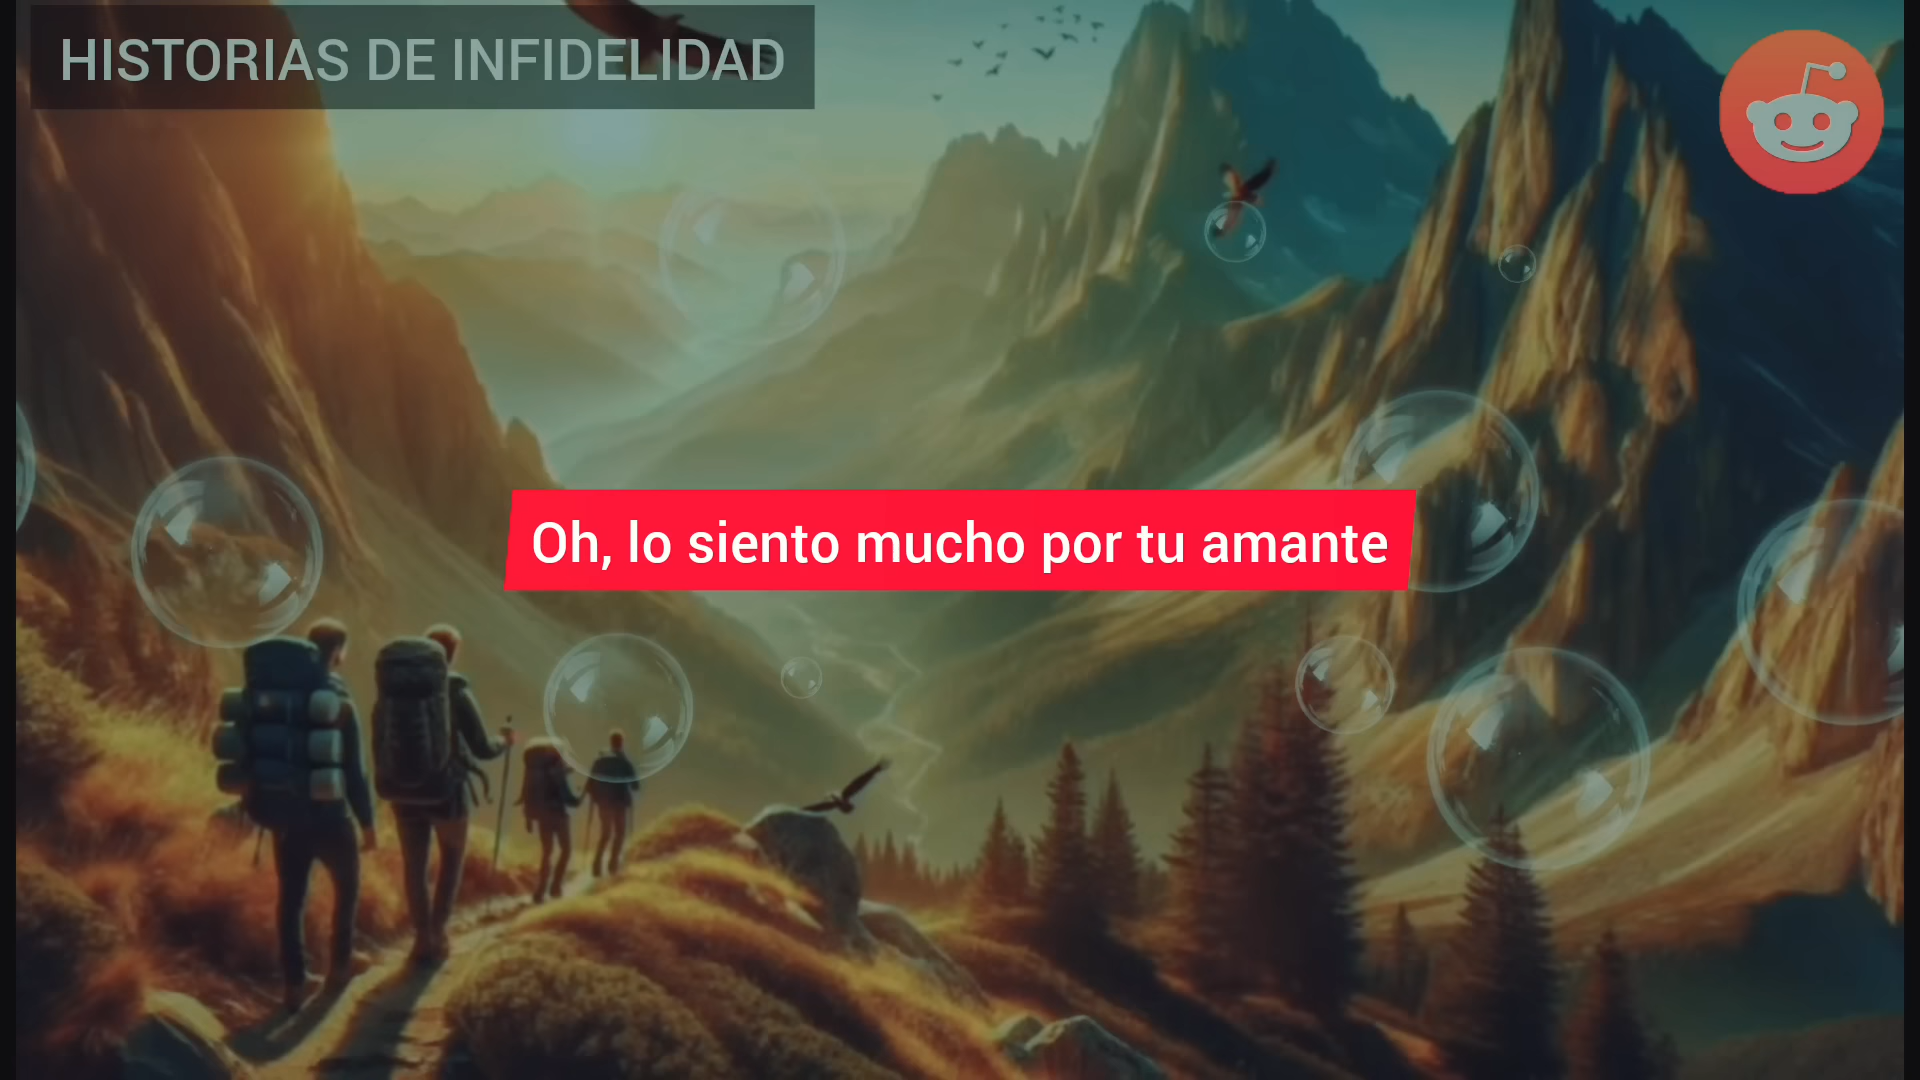 HISTORIAS DE INFIDELIDAD
Oh, lo siento mucho por tu amante